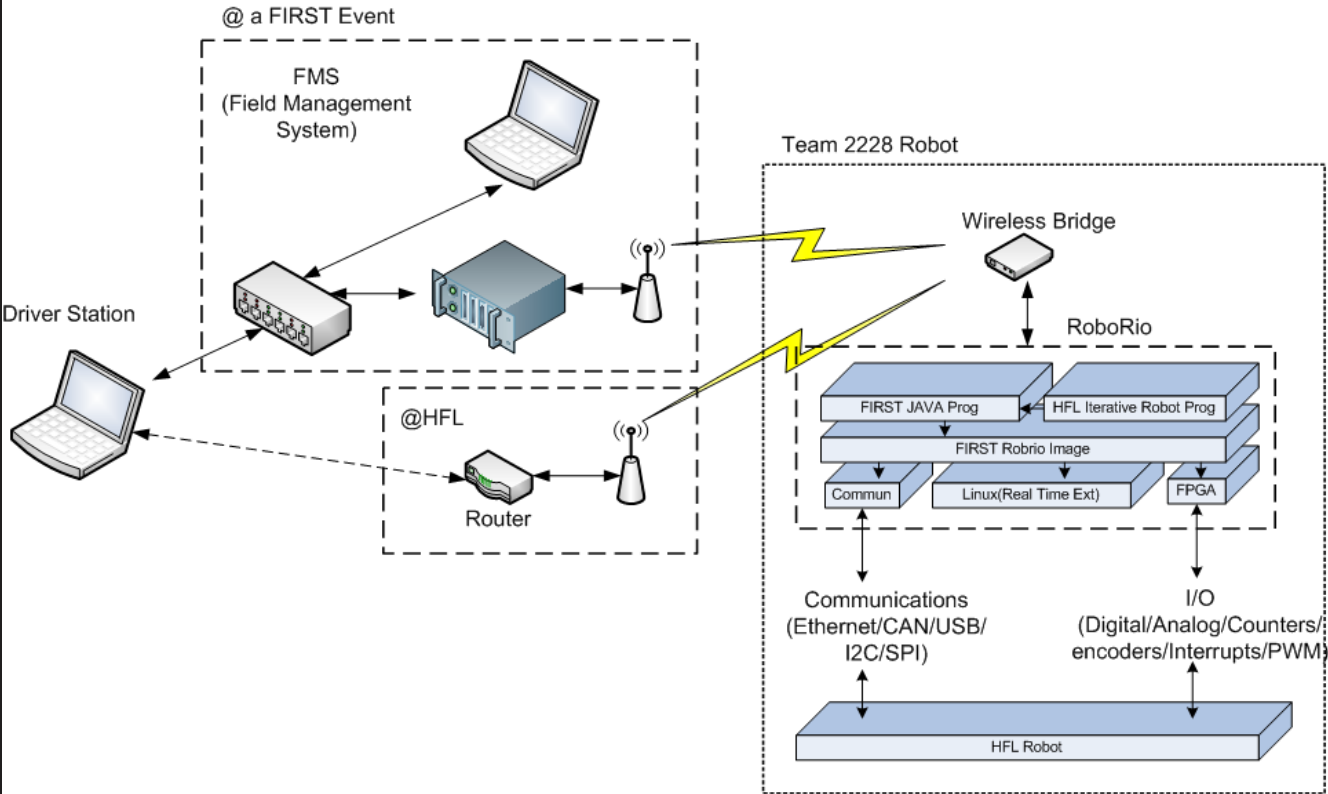 @ a FIRST Event
FMS
(Field Management
System)
Team 2228 Robot
Wireless Bridge
Driver Station
RoboRio
@HFL
Router
FIRST JAVA Prog
HFL Iterative Robot Prog
FIRST Robrio Image
Commun
Linux(Real Time Ext)
FPGA
Communications
(Ethernet/CAN/USB/
I2C/SPI)
I/O
(Digital/Analog/Counters/
encoders/Interrupts/PWM)
HFL Robot